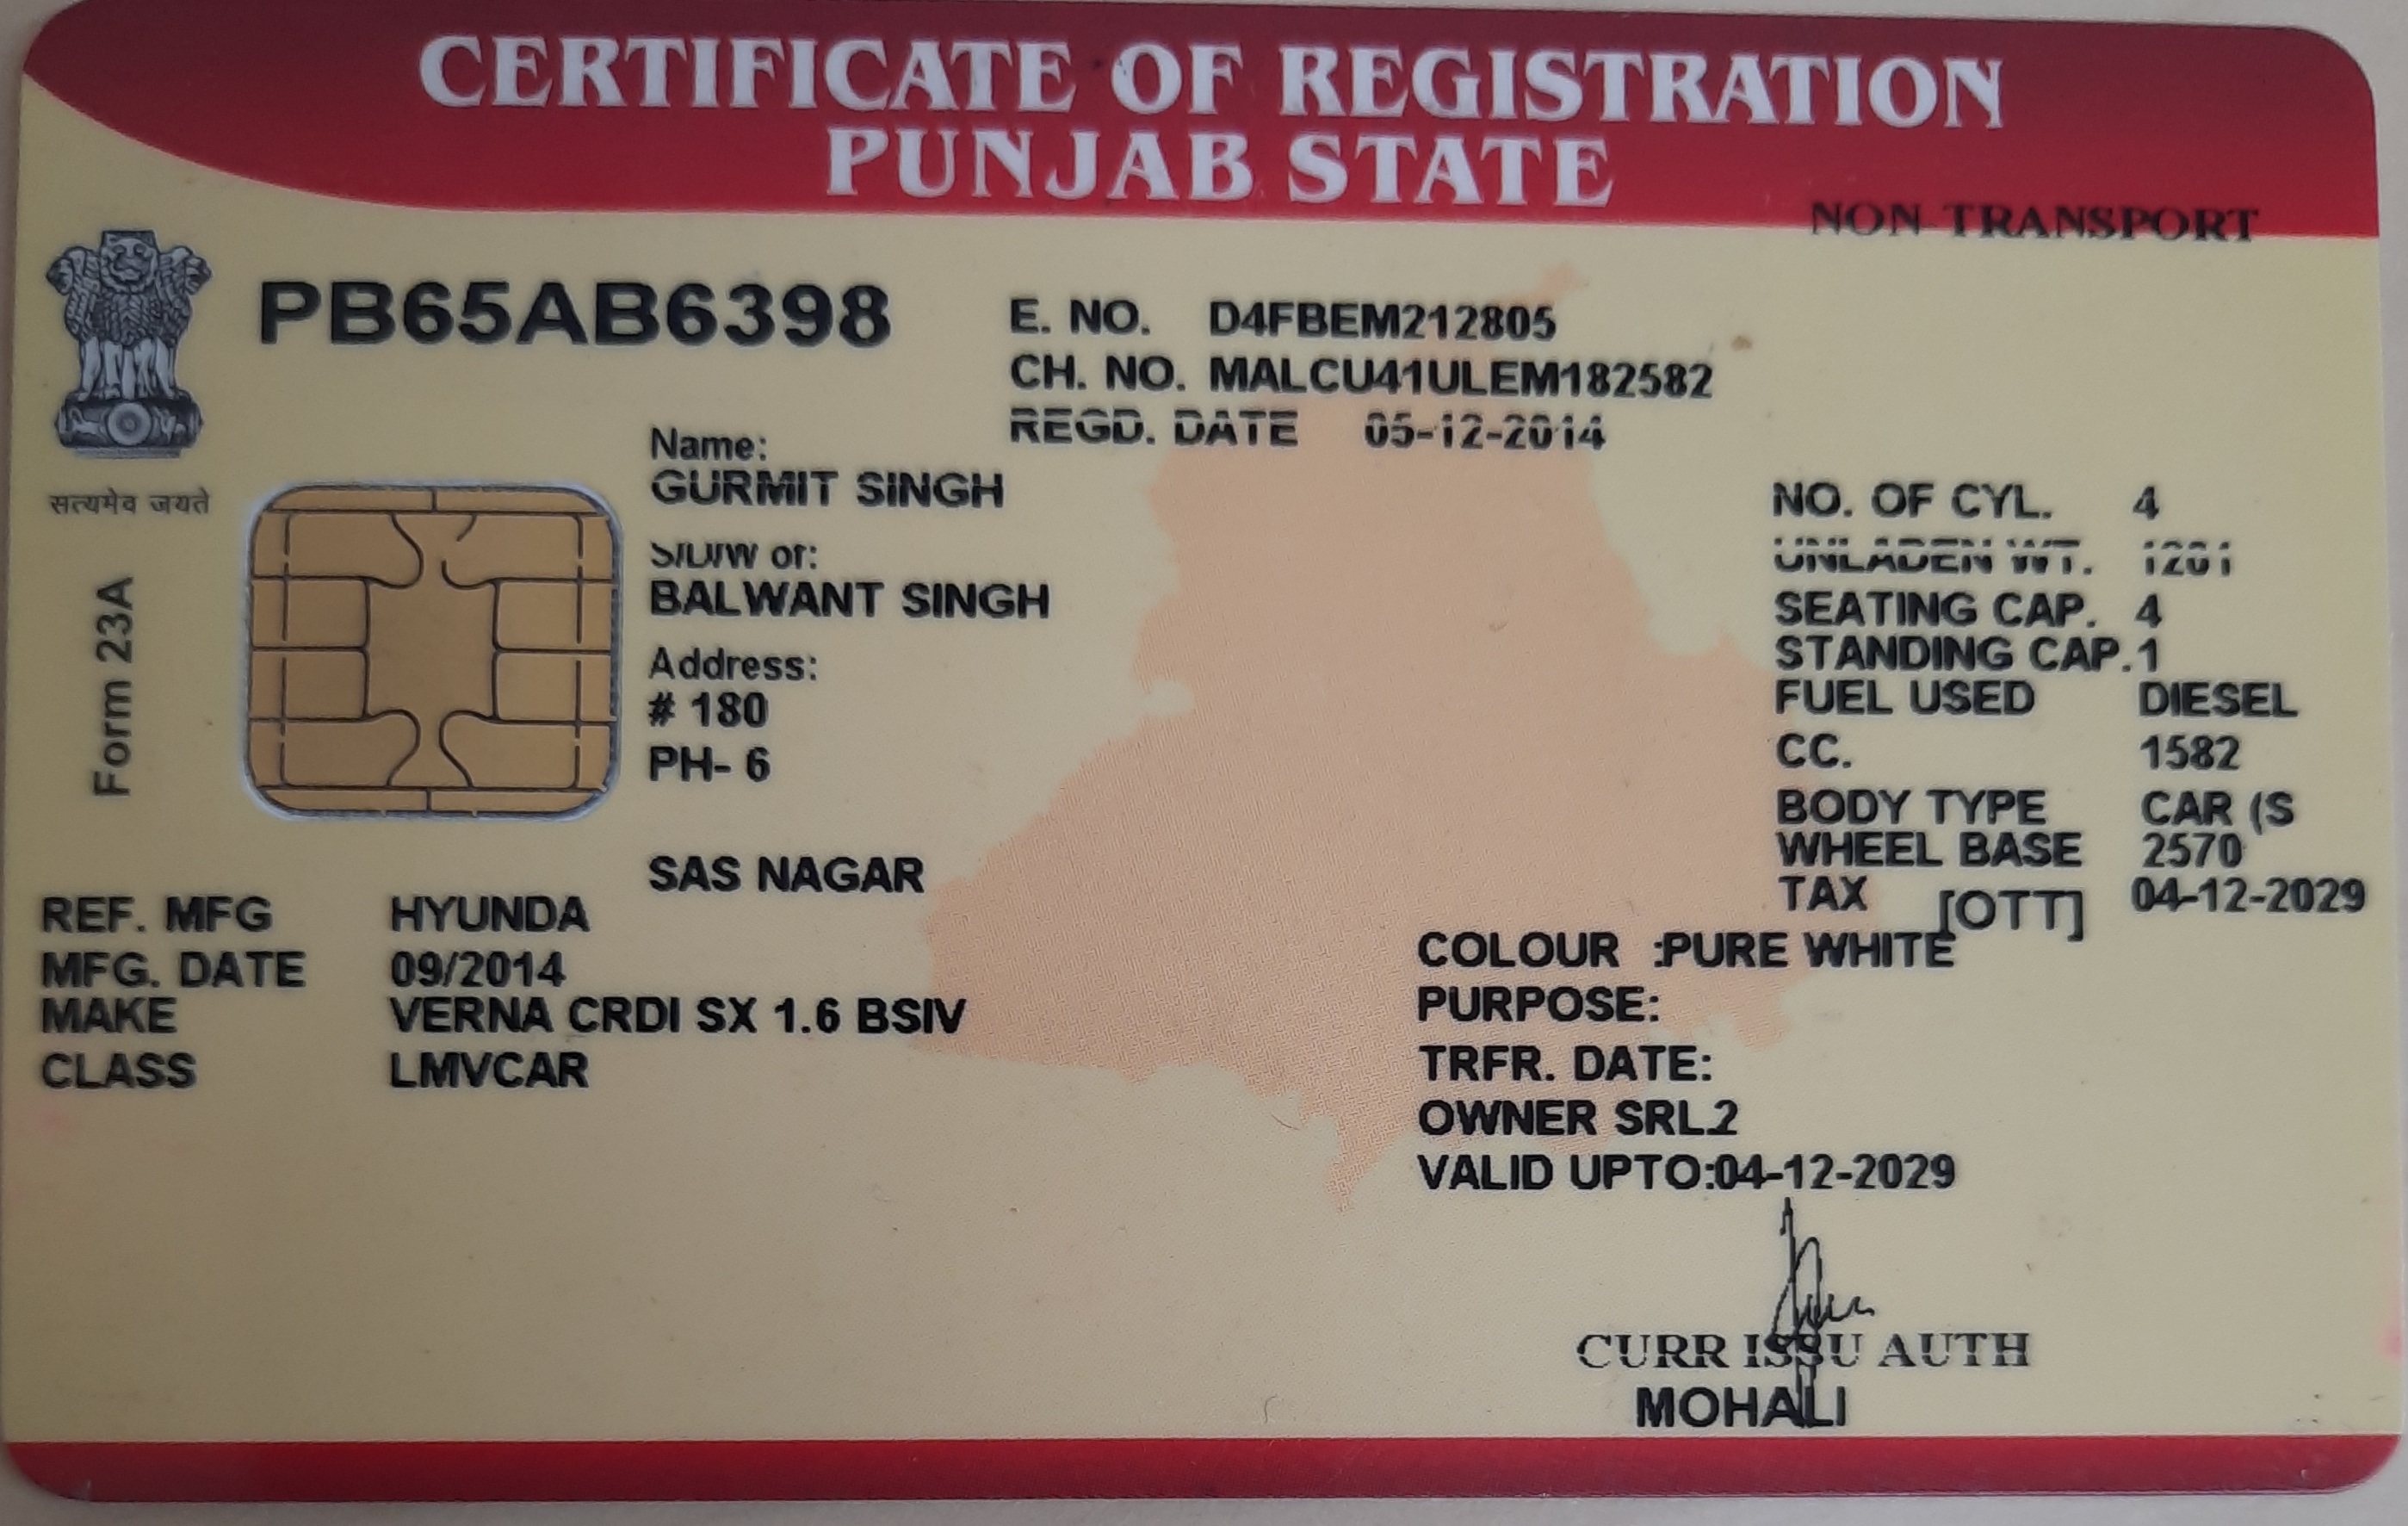 CERTIFICATE OF REGISTRATION
PUNJAB STATE
NON TRANSPORT
PB65AB6398
E. NO. D4FBEM212805
CH. NO. MALCU41ULEM182582
REGD. DATE 05-12-2014
सत्यमेव जयते
Form 23A
Name:
GURMIT SINGH
S/D/W of:
BALWANT SINGH
Address:
# 180
PH- 6
SAS NAGAR
NO. OF CYL. 4
UNLADEN WT. 1201
SEATING CAP. 4
STANDING CAP.1
FUEL USED DIESEL
CC. 1582
BODY TYPE CAR (S
WHEEL BASE 2570
TAX [OTT] 04-12-2029
REF. MFG HYUNDA
MFG. DATE 09/2014
MAKE VERNA CRDI SX 1.6 BSIV
CLASS LMVCAR
COLOUR :PURE WHITE
PURPOSE:
TRFR. DATE:
OWNER SRL.2
VALID UPTO:04-12-2029
CURR ISSU AUTH
MOHALI